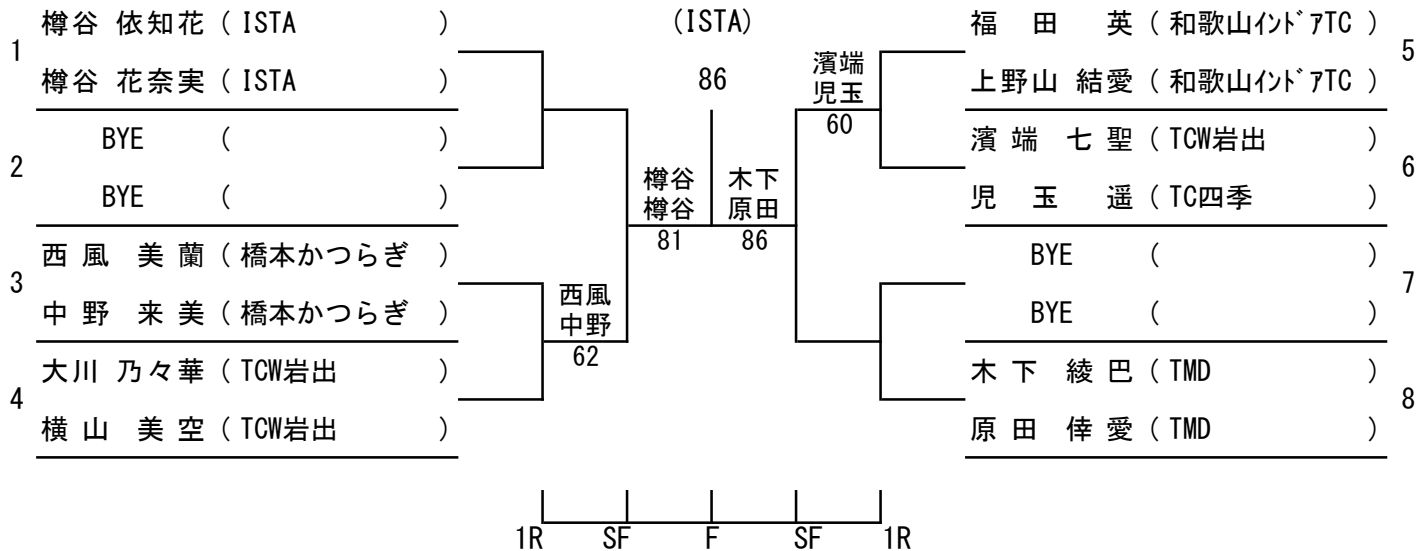 (ISTA)
86
1
樽谷 依知花 ( ISTA )
樽谷 花奈実 ( ISTA )
2
BYE ( )
BYE ( )
3
西 風 美 蘭 ( 橋本かつらぎ )
中 野 来 美 ( 橋本かつらぎ )
4
大川 乃々華 ( TCW岩出 )
横 山 美 空 ( TCW岩出 )
西風
中野
62
樽谷
樽谷
81
木下
原田
86
濱端
児玉
60
福 田 英 ( 和歌山インドアTC )
上野山 結愛 ( 和歌山インドアTC )
5
濱 端 七 聖 ( TCW岩出 )
児 玉 遥 ( TC四季 )
6
BYE ( )
BYE ( )
7
木 下 綾 巴 ( TMD )
原 田 倖 愛 ( TMD )
8
1R SF F SF 1R